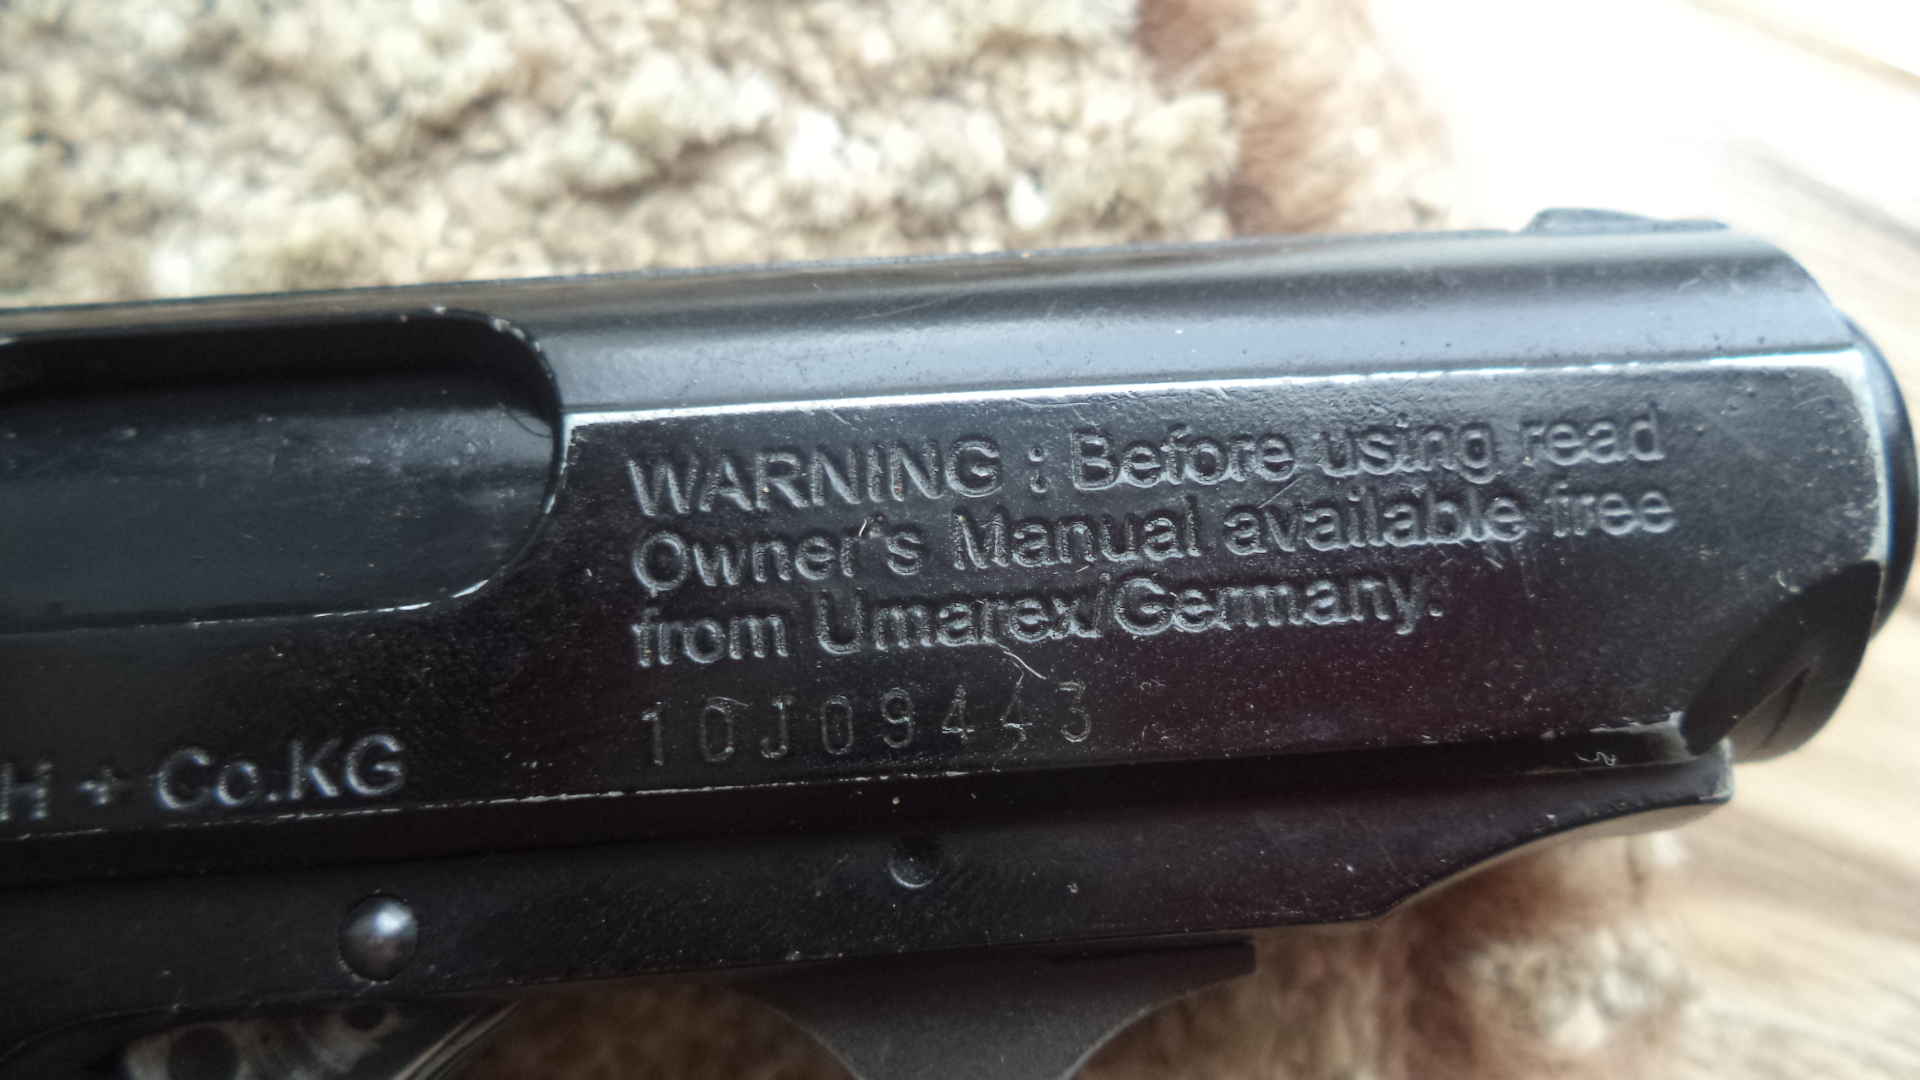 WARNING : Before using read
Owner's Manual available free
from Umarex/Germany.
10J09443
H + Co.KG